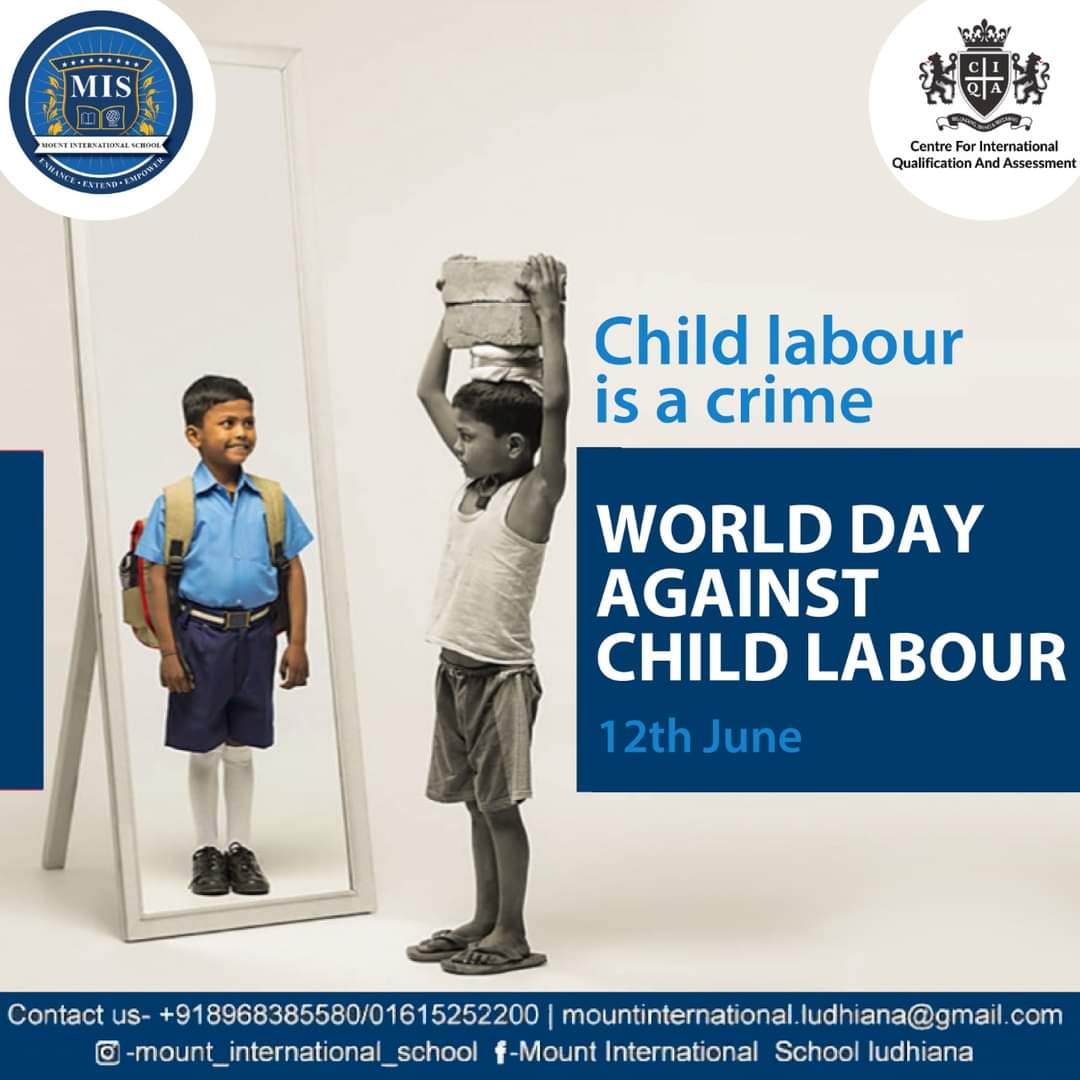 MIS
MOUNT INTERNATIONAL SCHOOL
ENHANCE • EXTEND • EMPOWER
C I
Q A
Centre For International
Qualification And Assessment
Child labour
is a crime
WORLD DAY
AGAINST
CHILD LABOUR
12th June
Contact us- +918968385580/01615252200 | mountinternational.ludhiana@gmail.com
-mount_international_school f-Mount International School ludhiana